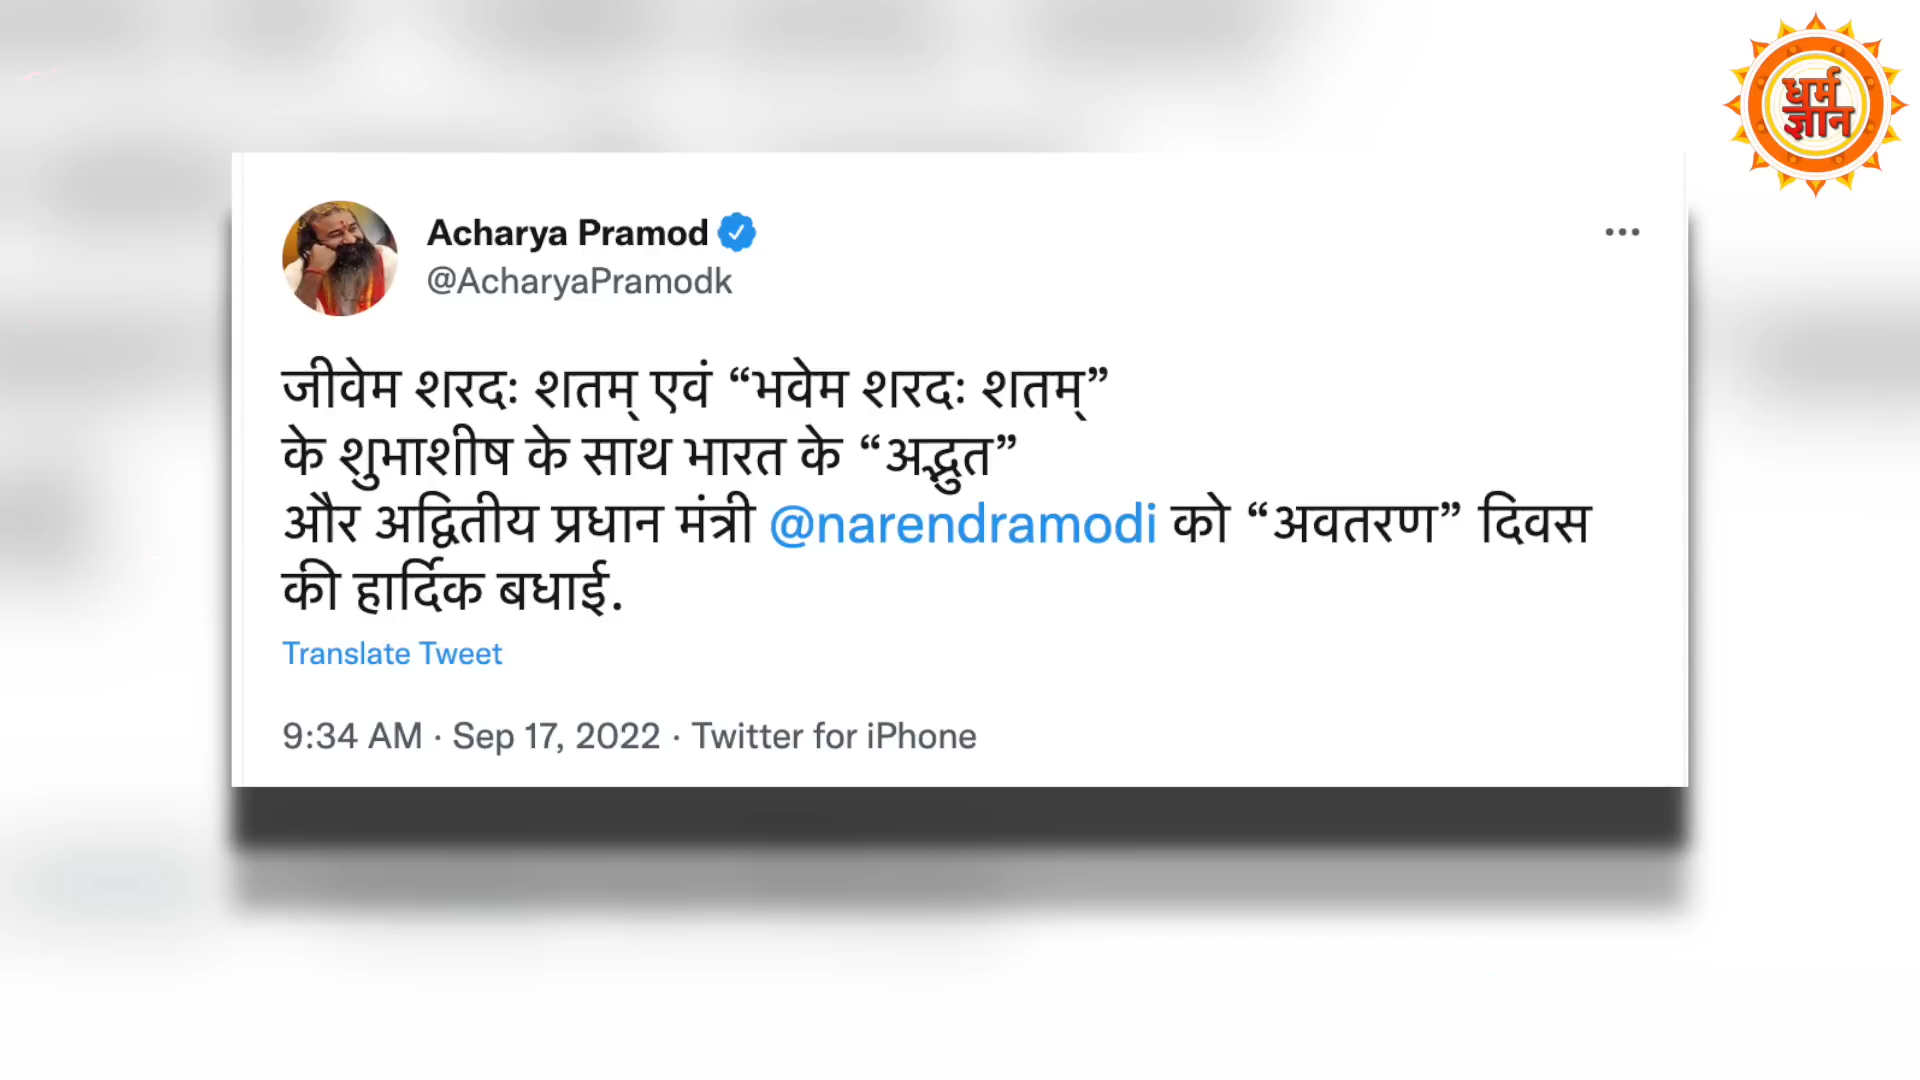 धर्म
ज्ञान
Acharya Pramod
@AcharyaPramodk
जीवेम शरदः शतम् एवं “भवेम शरदः शतम्”
के शुभाशीष के साथ भारत के “अद्भुत”
और अद्वितीय प्रधान मंत्री @narendramodi को “अवतरण” दिवस
की हार्दिक बधाई.
Translate Tweet
9:34 AM · Sep 17, 2022 · Twitter for iPhone